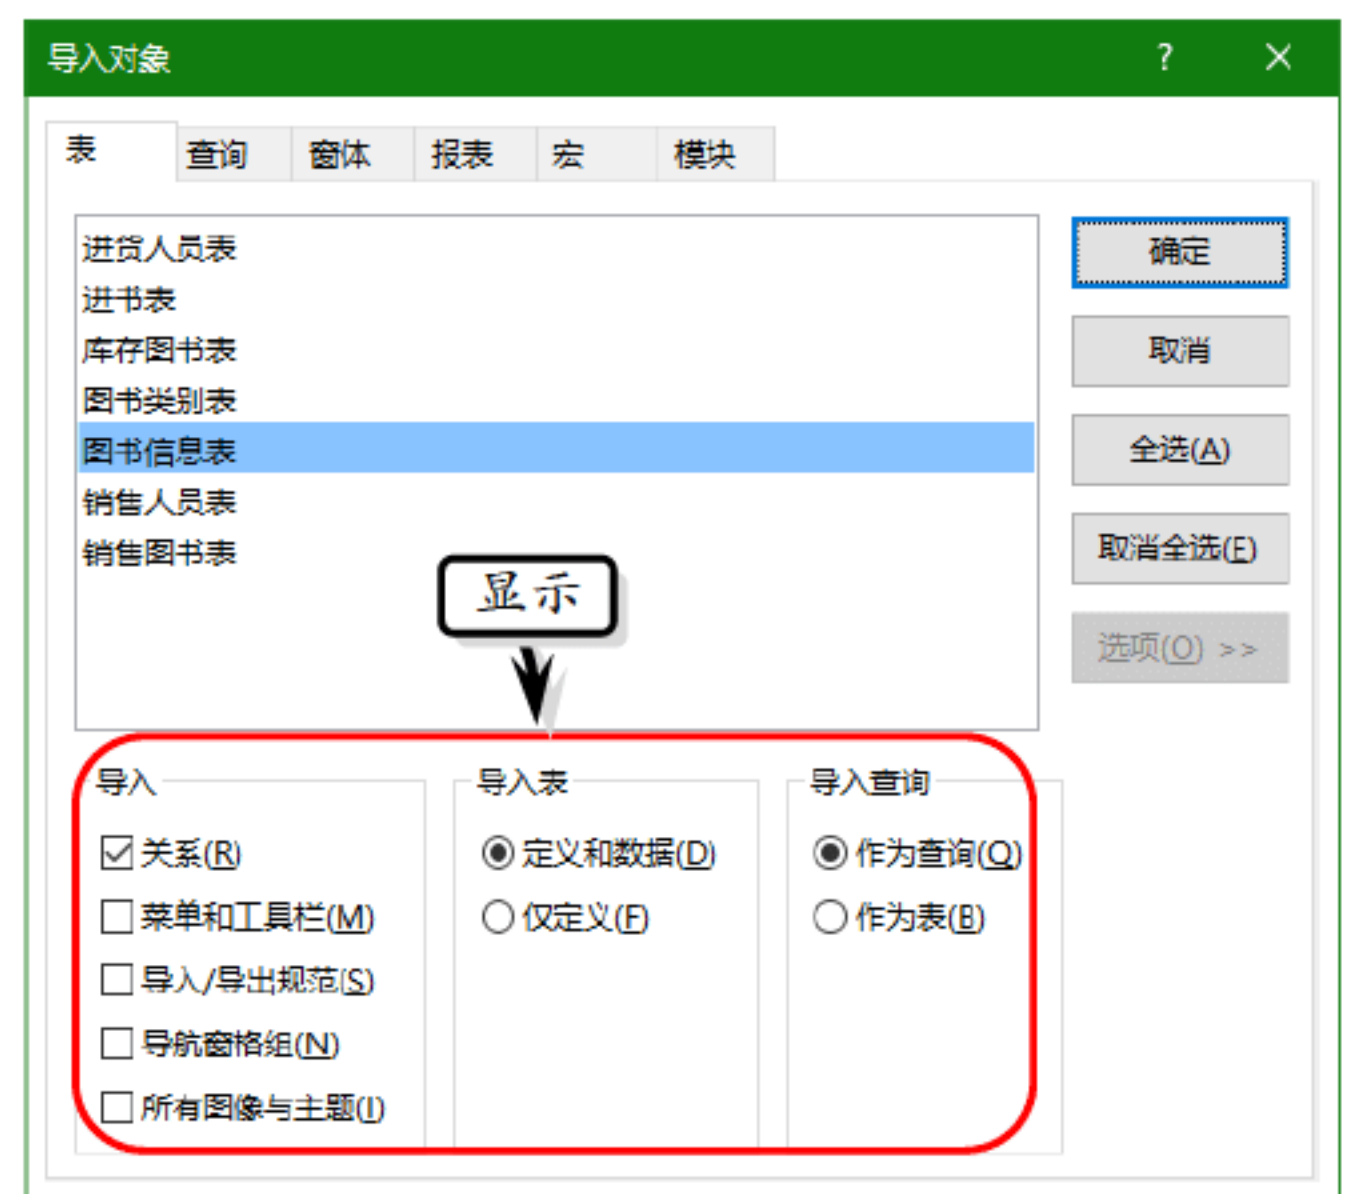 导入对象
?
表
查询
窗体
报表
宏
模块
进货人员表
进书表
库存图书表
图书类别表
图书信息表
销售人员表
销售图书表
确定
取消
全选(A)
取消全选(E)
选项(O) >>
显示
导入
关系(R)
菜单和工具栏(M)
导入/导出规范(S)
导航窗格组(N)
所有图像与主题(I)
导入表
定义和数据(D)
仅定义(F)
导入查询
作为查询(Q)
作为表(B)